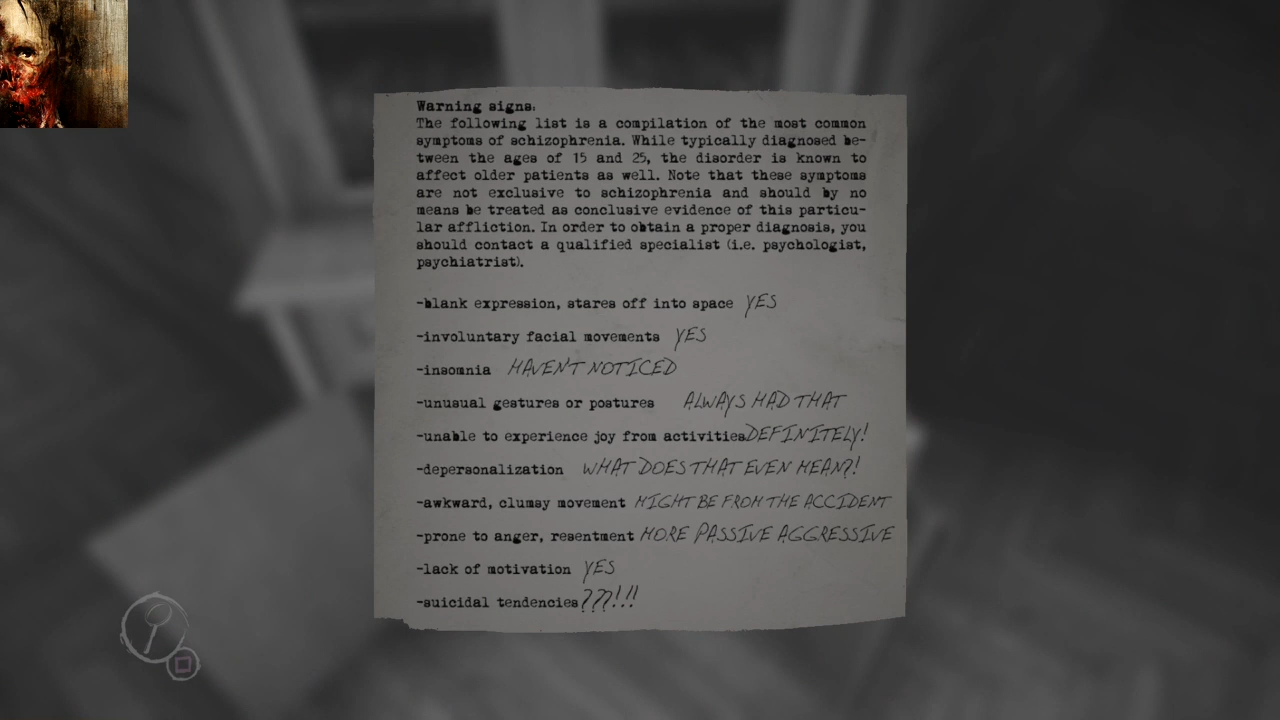 Warning signs:
The following list is a compilation of the most common
symptoms of schizophrenia. While typically diagnosed be-
tween the ages of 15 and 25, the disorder is known to
affect older patients as well. Note that these symptoms
are not exclusive to schizophrenia and should by no
means be treated as conclusive evidence of this particu-
lar affliction. In order to obtain a proper diagnosis, you
should contact a qualified specialist (i.e. psychologist,
psychiatrist).
-blank expression, stares off into space YES
-involuntary facial movements YES
-insomnia HAVEN'T NOTICED
-unusual gestures or postures ALWAYS HAD THAT
-unable to experience joy from activities DEFINITELY!
-depersonalization WHAT DOES THAT EVEN MEAN?!
-awkward, clumsy movement MIGHT BE FROM THE ACCIDENT
-prone to anger, resentment MORE PASSIVE AGGRESSIVE
-lack of motivation YES
-suicidal tendencies ???!!!